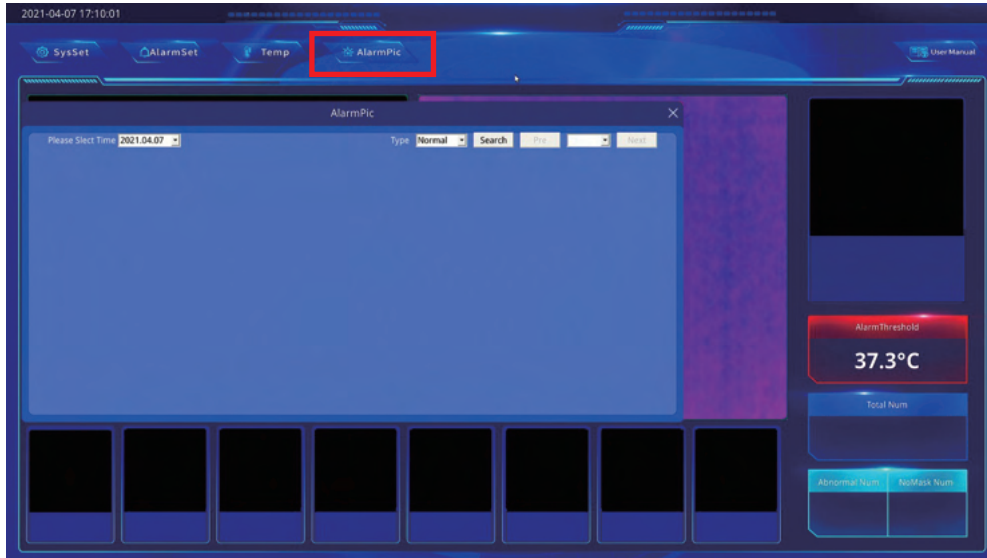 2021-04-07 17:10:01
SysSet AlarmSet Temp AlarmPic User Manual
AlarmPic
Please Slect Time 2021.04.07 Type Normal Search Pre Next
AlarmThreshold
37.3°C
Total Num
Abnormal Num NoMask Num